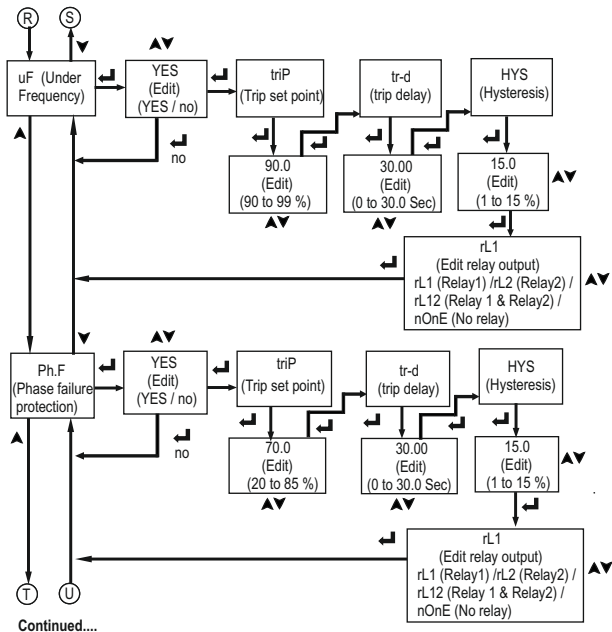 R
S
uF (Under
Frequency)
YES
(Edit)
(YES / no)
no
triP
(Trip set point)
90.0
(Edit)
(90 to 99 %)
tr-d
(trip delay)
30.00
(Edit)
(0 to 30.0 Sec)
HYS
(Hysteresis)
15.0
(Edit)
(1 to 15 %)
rL1
(Edit relay output)
rL1 (Relay1) /rL2 (Relay2) /
rL12 (Relay 1 & Relay2) /
nOnE (No relay)
Ph.F
(Phase failure
protection)
YES
(Edit)
(YES / no)
no
triP
(Trip set point)
70.0
(Edit)
(20 to 85 %)
tr-d
(trip delay)
30.00
(Edit)
(0 to 30.0 Sec)
HYS
(Hysteresis)
15.0
(Edit)
(1 to 15 %)
rL1
(Edit relay output)
rL1 (Relay1) /rL2 (Relay2) /
rL12 (Relay 1 & Relay2) /
nOnE (No relay)
T
U
Continued....